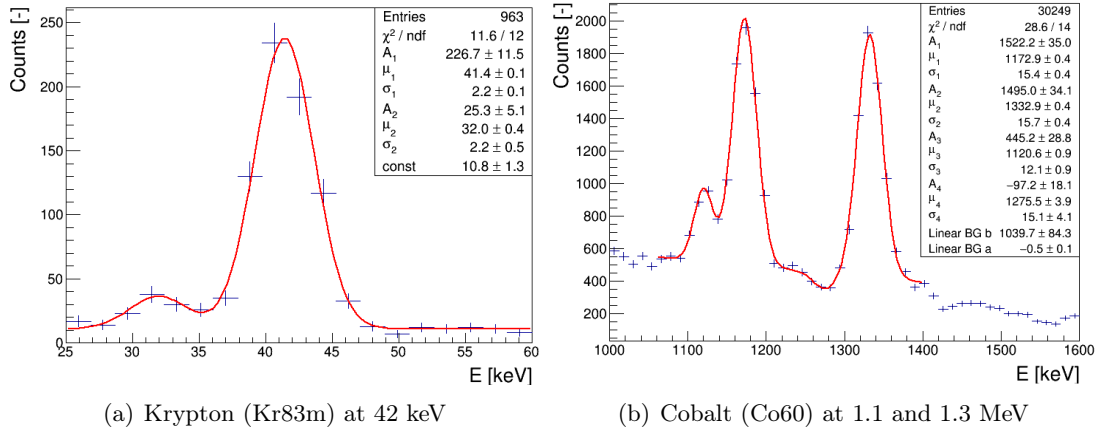 Counts [-]
250
200
150
100
50
0
25 30 35 40 45 50 55 60
E [keV]
Entries 963
χ² / ndf 11.6 / 12
A₁ 226.7 ± 11.5
μ₁ 41.4 ± 0.1
σ₁ 2.2 ± 0.1
A₂ 25.3 ± 5.1
μ₂ 32.0 ± 0.4
σ₂ 2.2 ± 0.5
const 10.8 ± 1.3
(a) Krypton (Kr83m) at 42 keV
Counts [-]
2000
1800
1600
1400
1200
1000
800
600
400
200
1000 1100 1200 1300 1400 1500 1600
E [keV]
Entries 30249
χ² / ndf 28.6 / 14
A₁ 1522.2 ± 35.0
μ₁ 1172.9 ± 0.4
σ₁ 15.4 ± 0.4
A₂ 1495.0 ± 34.1
μ₂ 1332.9 ± 0.4
σ₂ 15.7 ± 0.4
A₃ 445.2 ± 28.8
μ₃ 1120.6 ± 0.9
σ₃ 12.1 ± 0.9
A₄ −97.2 ± 18.1
μ₄ 1275.5 ± 3.9
σ₄ 15.1 ± 4.1
Linear BG b 1039.7 ± 84.3
Linear BG a −0.5 ± 0.1
(b) Cobalt (Co60) at 1.1 and 1.3 MeV